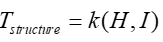 T_structure = k(H, I)